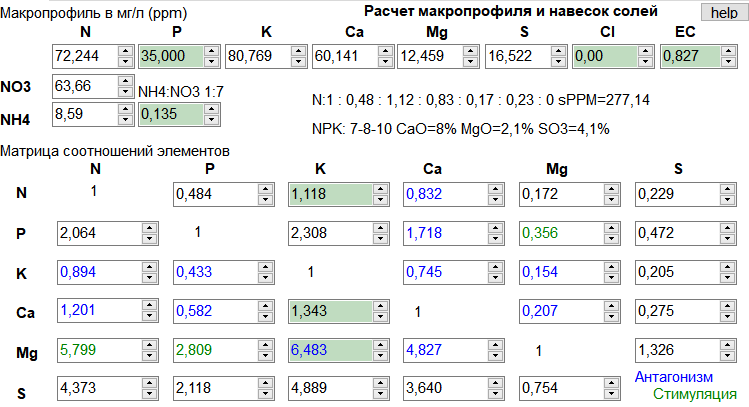 Макропрофиль в мг/л (ppm) Расчет макропрофиля и навесок солей help
N P K Ca Mg S Cl EC
72,244 35,000 80,769 60,141 12,459 16,522 0,00 0,827
NO3 63,66 NH4:NO3 1:7
N:1 : 0,48 : 1,12 : 0,83 : 0,17 : 0,23 : 0 sPPM=277,14
NH4 8,59 0,135
NPK: 7-8-10 CaO=8% MgO=2,1% SO3=4,1%
Матрица соотношений элементов
N P K Ca Mg S
N 1 0,484 1,118 0,832 0,172 0,229
P 2,064 1 2,308 1,718 0,356 0,472
K 0,894 0,433 1 0,745 0,154 0,205
Ca 1,201 0,582 1,343 1 0,207 0,275
Mg 5,799 2,809 6,483 4,827 1 1,326
S 4,373 2,118 4,889 3,640 0,754 Антагонизм
Стимуляция